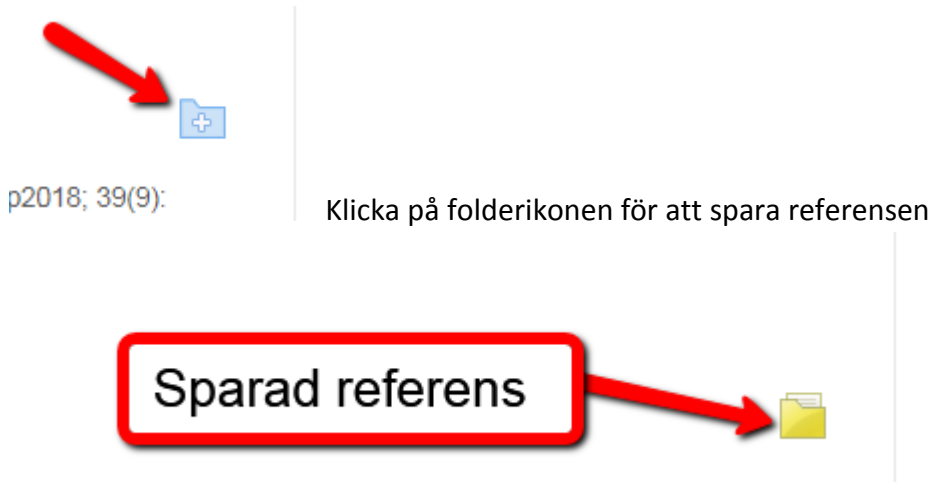 p2018; 39(9):
Klicka på folderikonen för att spara referensen
Sparad referens